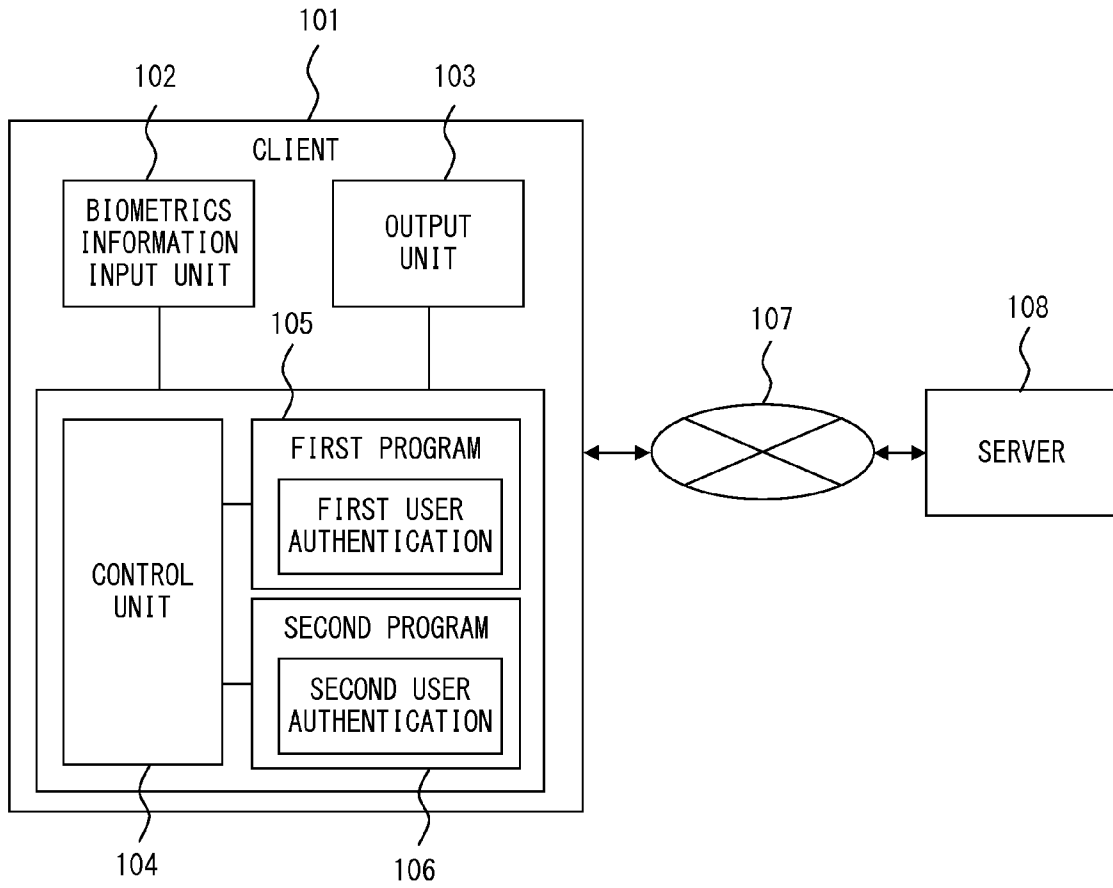 101
102
103
CLIENT
BIOMETRICS
INFORMATION
INPUT UNIT
OUTPUT
UNIT
105
107
108
FIRST PROGRAM
FIRST USER
AUTHENTICATION
CONTROL
UNIT
SECOND PROGRAM
SECOND USER
AUTHENTICATION
SERVER
104
106